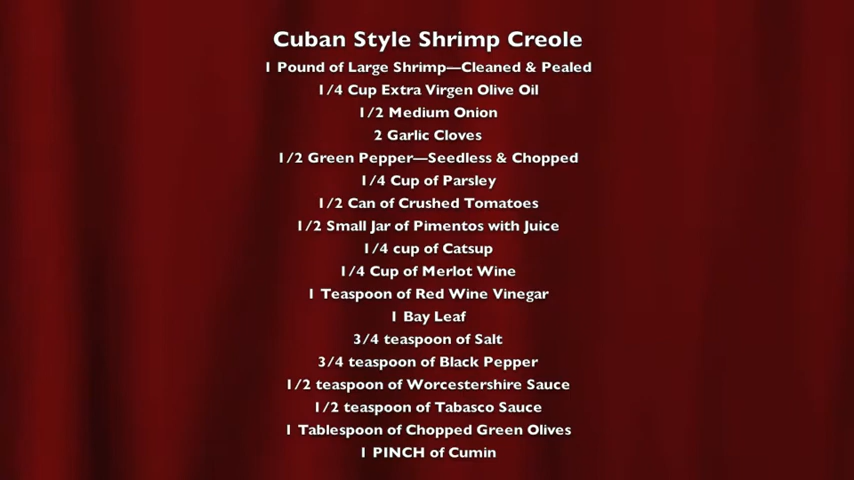 Cuban Style Shrimp Creole
1 Pound of Large Shrimp—Cleaned & Pealed
1/4 Cup Extra Virgin Olive Oil
1/2 Medium Onion
2 Garlic Cloves
1/2 Green Pepper—Seedless & Chopped
1/4 Cup of Parsley
1/2 Can of Crushed Tomatoes
1/2 Small Jar of Pimentos with Juice
1/4 cup of Catsup
1/4 Cup of Merlot Wine
1 Teaspoon of Red Wine Vinegar
1 Bay Leaf
3/4 teaspoon of Salt
3/4 teaspoon of Black Pepper
1/2 teaspoon of Worcestershire Sauce
1/2 teaspoon of Tabasco Sauce
1 Tablespoon of Chopped Green Olives
1 PINCH of Cumin